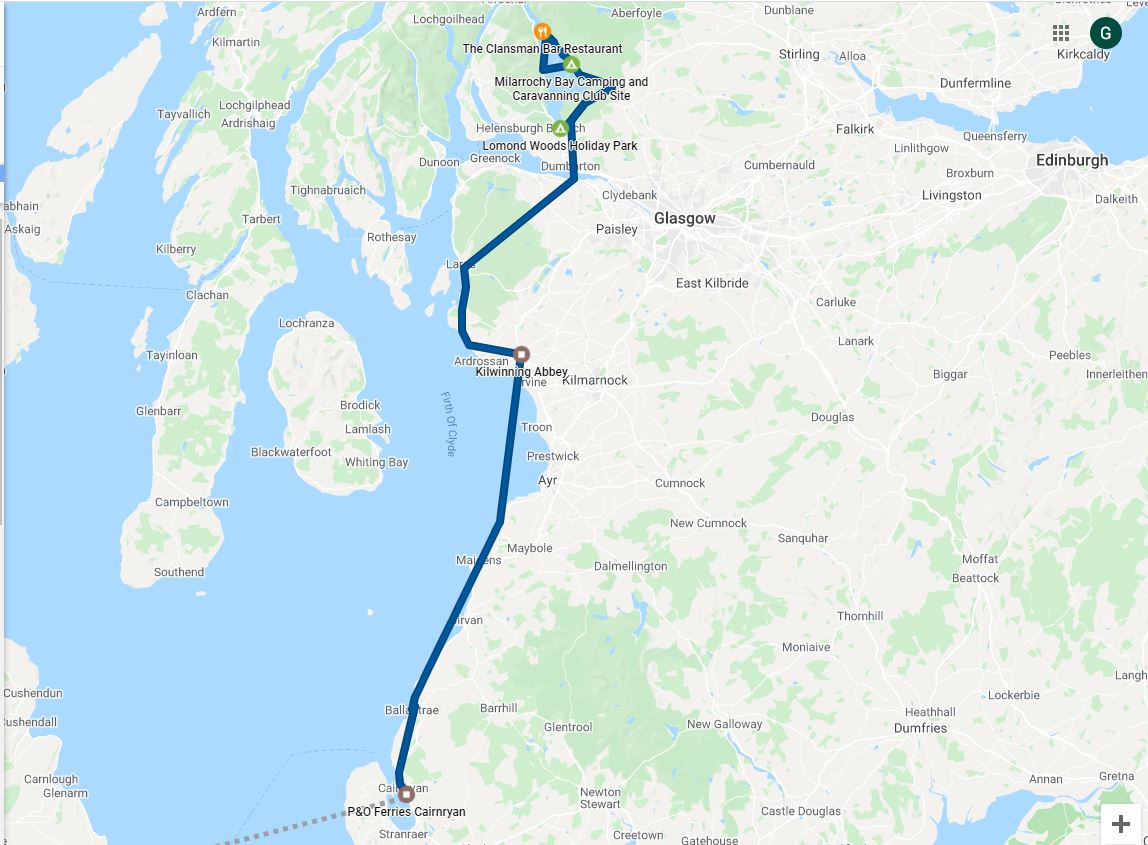 Ardfern
Lochgoilhead
Aberfoyle
Dunblane
G
Kilmartin
The Clansman Bar Restaurant
Stirling
Alloa
Kirkcaldy
Milarrochy Bay Camping and
Caravanning Club Site
Dunfermline
Lochgilphead
Tayvallich
Ardrishaig
Helensburgh
Falkirk
Queensferry
Lomond Woods Holiday Park
Linlithgow
Dunoon
Greenock
Dumbarton
Cumbernauld
Edinburgh
Broxburn
Tighnabruaich
Clydebank
Livingston
Dalkeith
abhain
Askaig
Tarbert
Glasgow
Paisley
Rothesay
Kilberry
Largs
East Kilbride
Clachan
Carluke
Lochranza
Lanark
Tayinloan
Ardrossan
Peebles
Kilwinning Abbey
Irvine
Kilmarnock
Biggar
Innerleithen
Brodick
Glenbarr
Firth Of Clyde
Lamlash
Troon
Douglas
Blackwaterfoot
Whiting Bay
Prestwick
Ayr
Cumnock
Campbeltown
New Cumnock
Sanquhar
Maybole
Maidens
Moffat
Southend
Dalmellington
Beattock
Thornhill
Girvan
Moniaive
Langh
Cushendun
Lockerbie
Cushendall
Ballantrae
Barrhill
Heathhall
Glentrool
New Galloway
Dumfries
Carnlough
Glenarm
Annan
Gretna
Cairnryan
Newton
Stewart
P&O Ferries Cairnryan
Castle Douglas
Stranraer
Creetown
Gatehouse